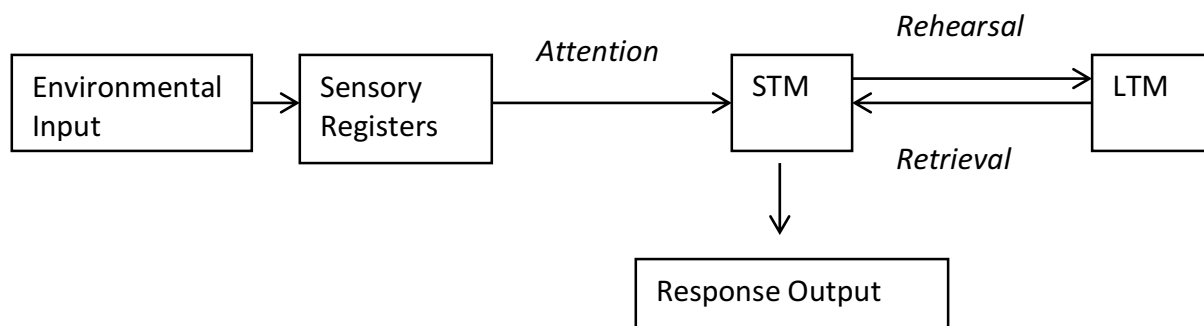 Rehearsal
Attention
Environmental
Input
Sensory
Registers
STM
LTM
Retrieval
Response Output